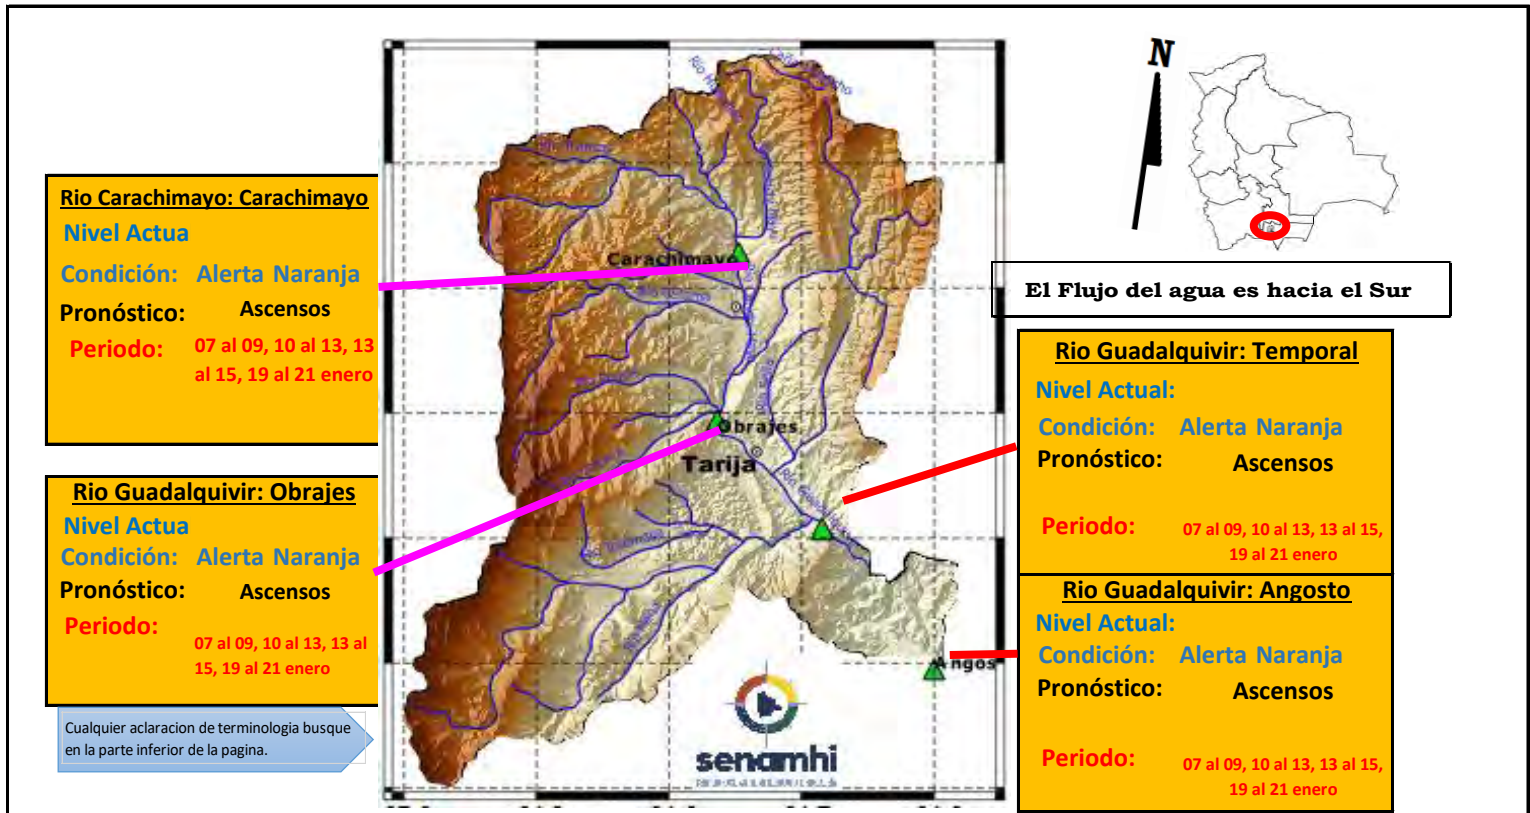 N
El Flujo del agua es hacia el Sur
Rio Carachimayo: Carachimayo
Nivel Actua
Condición: Alerta Naranja
Pronóstico: Ascensos
Periodo: 07 al 09, 10 al 13, 13
al 15, 19 al 21 enero
Rio Guadalquivir: Obrajes
Nivel Actua
Condición: Alerta Naranja
Pronóstico: Ascensos
Periodo:
07 al 09, 10 al 13, 13 al
15, 19 al 21 enero
Cualquier aclaracion de terminologia busque
en la parte inferior de la pagina.
Carachimayo
Obrajes
Tarija
Angos
senamhi
Rio Guadalquivir: Temporal
Nivel Actual:
Condición: Alerta Naranja
Pronóstico: Ascensos
Periodo: 07 al 09, 10 al 13, 13 al 15,
19 al 21 enero
Rio Guadalquivir: Angosto
Nivel Actual:
Condición: Alerta Naranja
Pronóstico: Ascensos
Periodo: 07 al 09, 10 al 13, 13 al 15,
19 al 21 enero